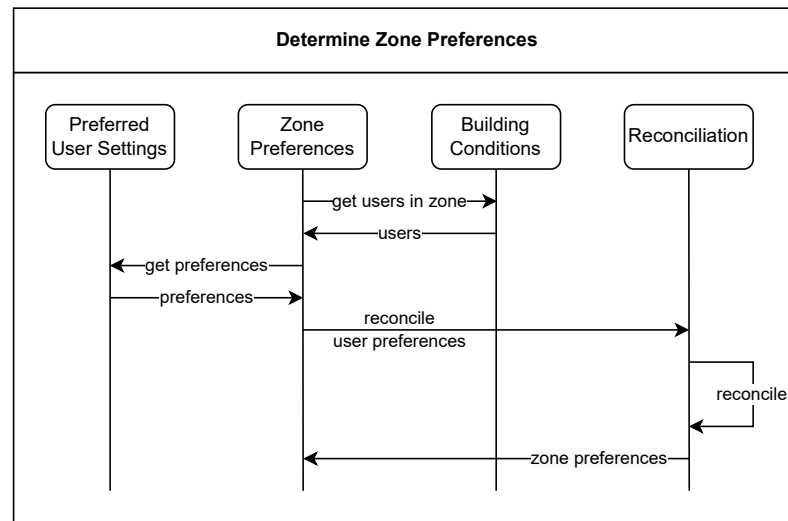 Determine Zone Preferences
Preferred
User Settings
Zone
Preferences
Building
Conditions
Reconciliation
get users in zone
users
get preferences
preferences
reconcile
user preferences
reconcile
zone preferences